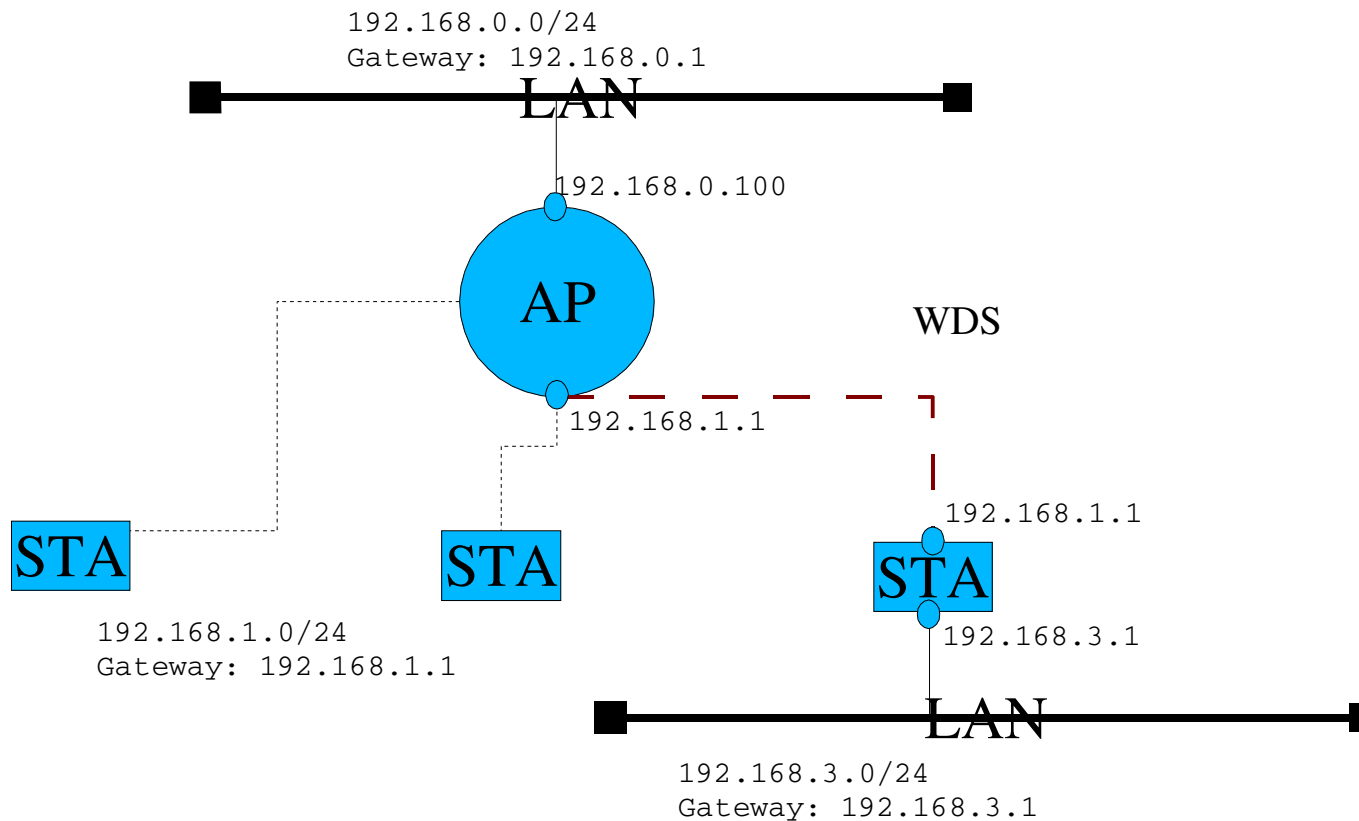 192.168.0.0/24
Gateway: 192.168.0.1
LAN
192.168.0.100
AP
WDS
192.168.1.1
192.168.1.1
STA
STA
STA
192.168.1.0/24
Gateway: 192.168.1.1
192.168.3.1
LAN
192.168.3.0/24
Gateway: 192.168.3.1